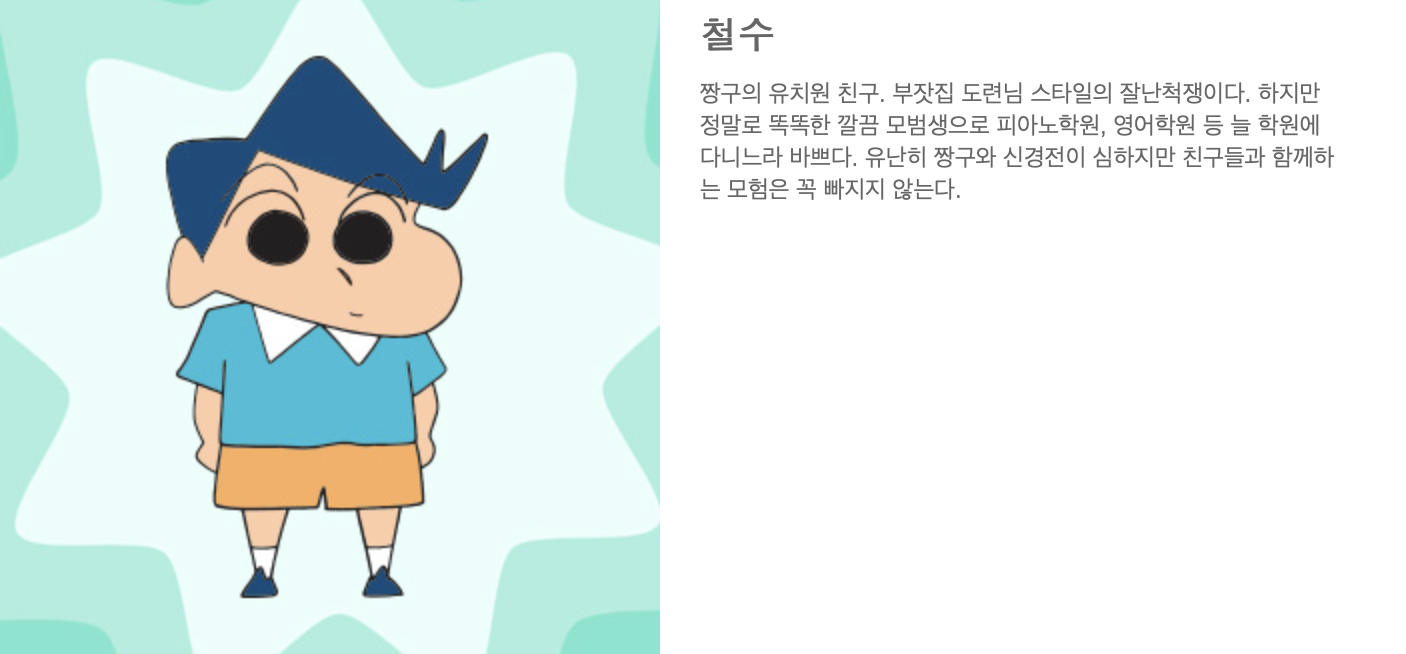 철수
짱구의 유치원 친구. 부잣집 도련님 스타일의 잘난척쟁이다. 하지만
정말로 똑똑한 깔끔 모범생으로 피아노학원, 영어학원 등 늘 학원에
다니느라 바쁘다. 유난히 짱구와 신경전이 심하지만 친구들과 함께하
는 모험은 꼭 빠지지 않는다.